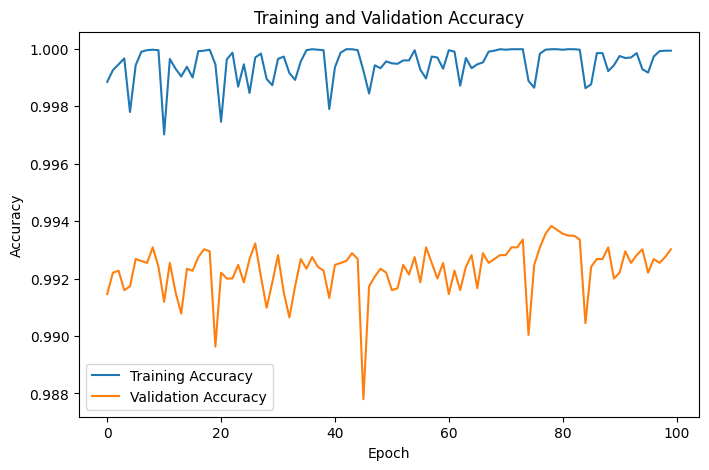 Training and Validation Accuracy
1.000
0.998
0.996
0.994
0.992
0.990
0.988
Accuracy
Training Accuracy
Validation Accuracy
0 20 40 60 80 100
Epoch